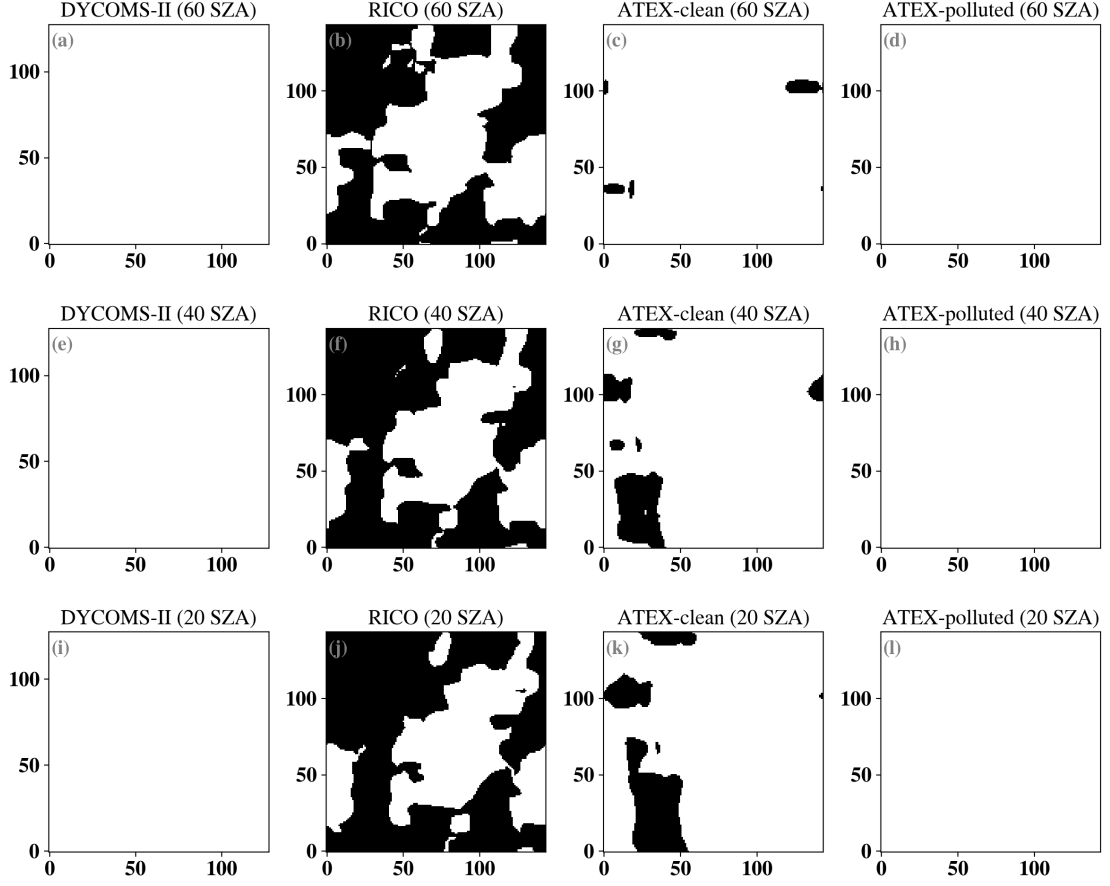 DYCOMS-II (60 SZA) RICO (60 SZA) ATEX-clean (60 SZA) ATEX-polluted (60 SZA)
(a) (b) (c) (d)
100 100 100 100
50 50 50 50
0 0 0 0
0 50 100 0 50 100 0 50 100 0 50 100
DYCOMS-II (40 SZA) RICO (40 SZA) ATEX-clean (40 SZA) ATEX-polluted (40 SZA)
(e) (f) (g) (h)
100 100 100 100
50 50 50 50
0 0 0 0
0 50 100 0 50 100 0 50 100 0 50 100
DYCOMS-II (20 SZA) RICO (20 SZA) ATEX-clean (20 SZA) ATEX-polluted (20 SZA)
(i) (j) (k) (l)
100 100 100 100
50 50 50 50
0 0 0 0
0 50 100 0 50 100 0 50 100 0 50 100